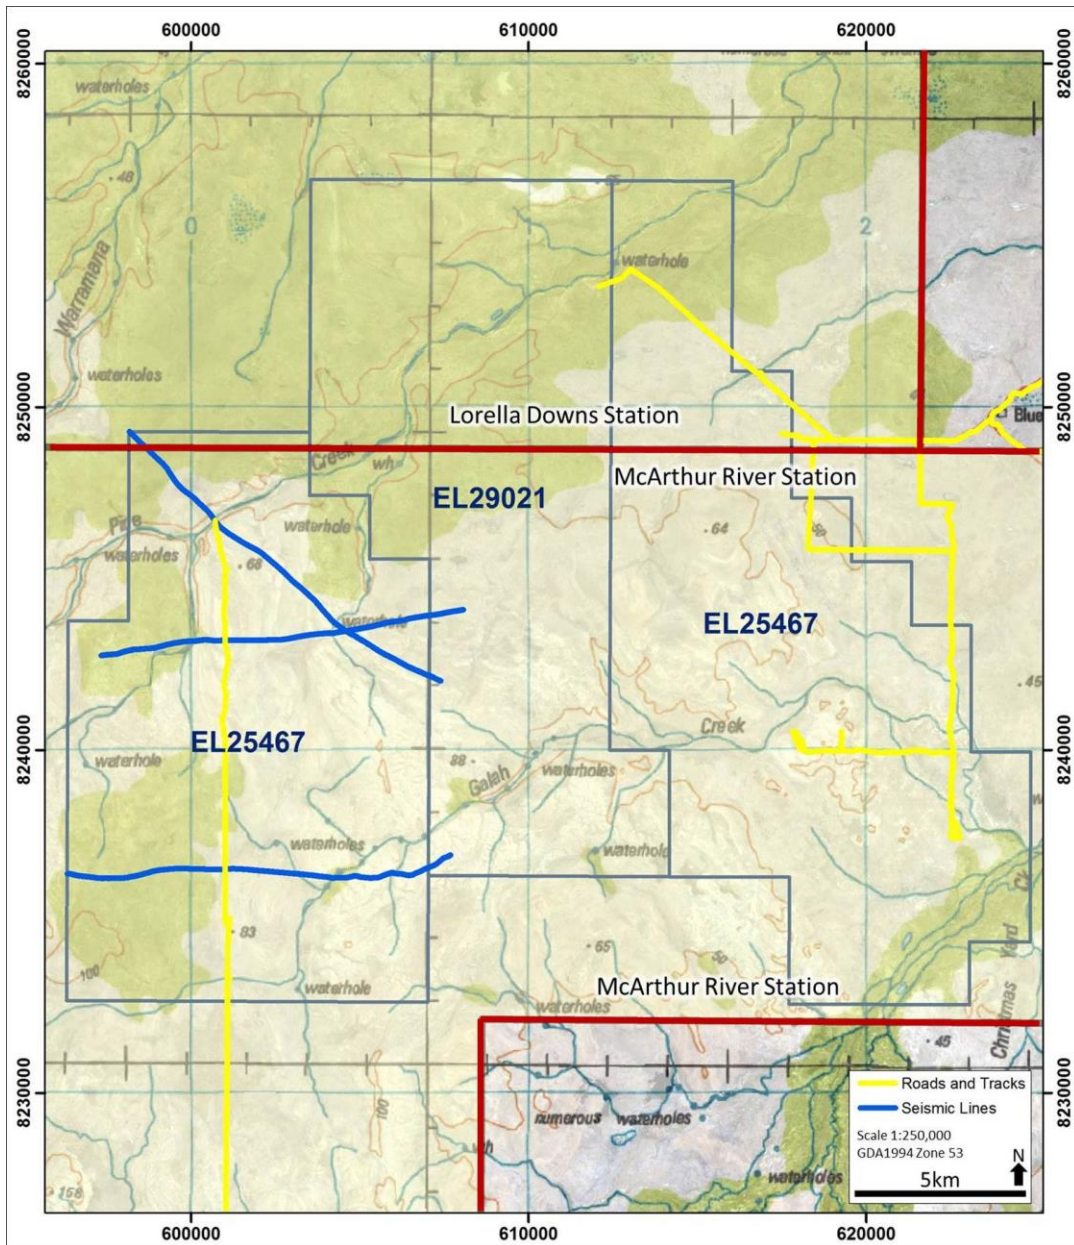 600000
610000
620000
8260000
8260000
waterholes
48
0
2
Warramana
waterhole
waterholes
8250000
8250000
Lorella Downs Station
Blue
Creek
wh
McArthur River Station
EL29021
Pine
waterholes
waterhole
64
50
68
waterhole
EL25467
45
EL25467
Creek
8240000
8240000
waterhole
88
Galah
waterholes
waterholes
waterhole
83
65
50
100
Yard
Ck
waterhole
McArthur River Station
waterholes
Christmas
45
8230000
8230000
100
numerous waterholes
wh
waterholes
158
Roads and Tracks
Seismic Lines
Scale 1:250,000
GDA1994 Zone 53
N
5km
600000
610000
620000